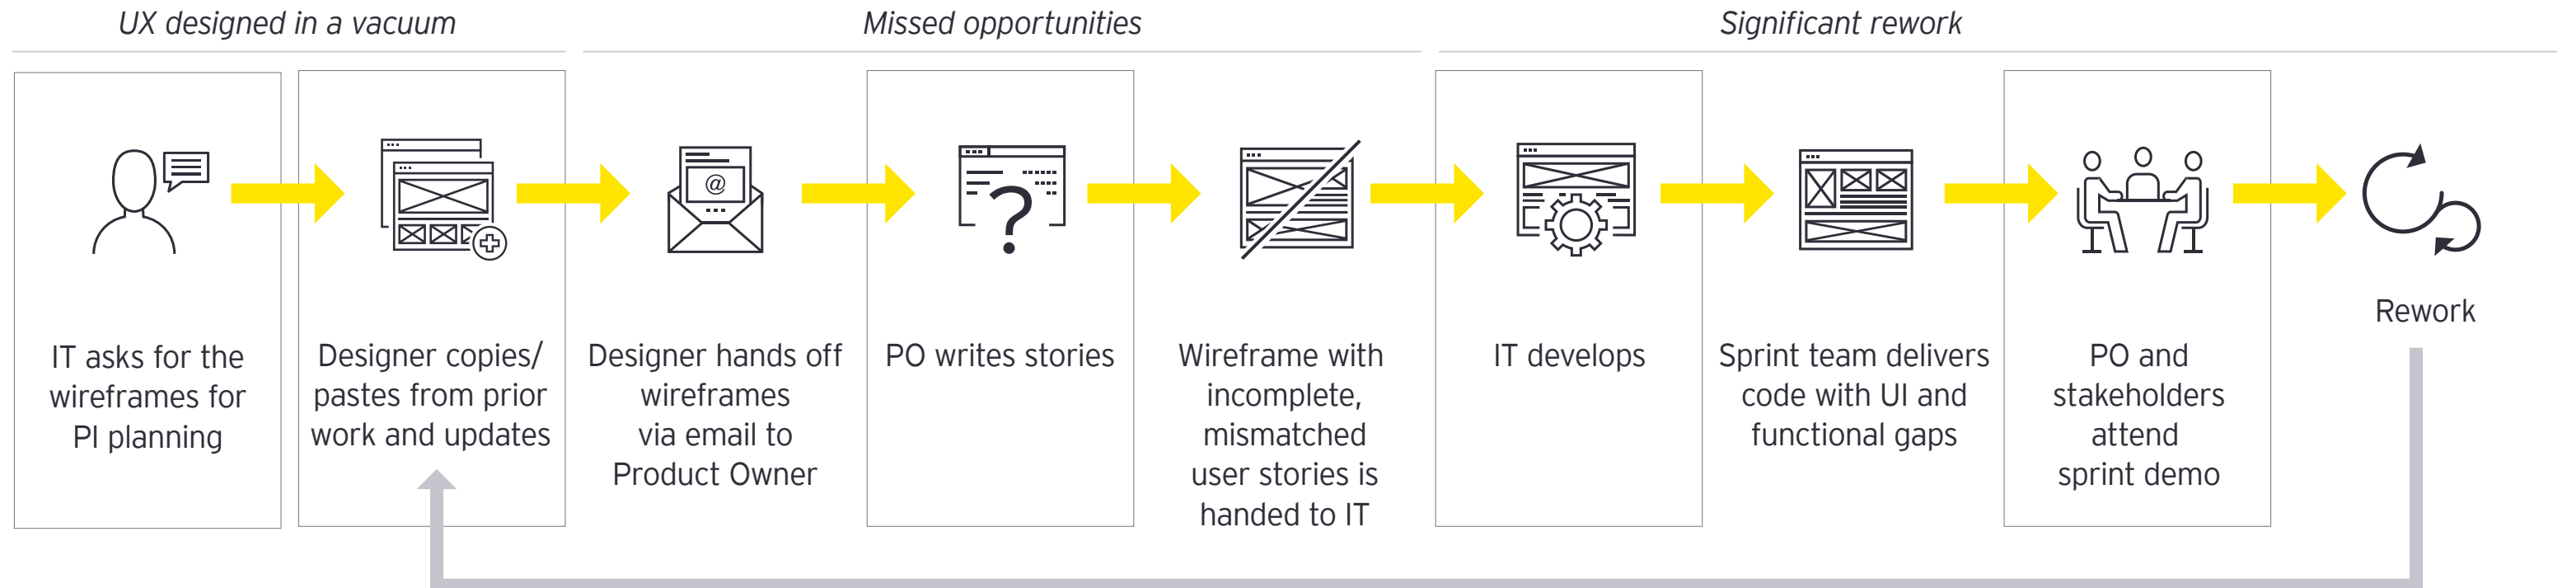 UX designed in a vacuum
Missed opportunities
Significant rework
IT asks for the
wireframes for
PI planning
Designer copies/
pastes from prior
work and updates
@
Designer hands off
wireframes
via email to
Product Owner
?
PO writes stories
Wireframe with
incomplete,
mismatched
user stories is
handed to IT
IT develops
Sprint team delivers
code with UI and
functional gaps
PO and
stakeholders
attend
sprint demo
Rework